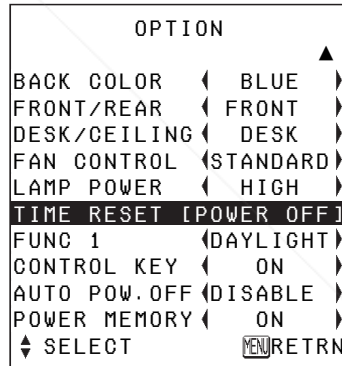 OPTION
▲
BACK COLOR ◀ BLUE ▶
FRONT/REAR ◀ FRONT ▶
DESK/CEILING ◀ DESK ▶
FAN CONTROL ◀ STANDARD ▶
LAMP POWER ◀ HIGH ▶
TIME RESET [POWER OFF]
FUNC 1 ◀ DAYLIGHT ▶
CONTROL KEY ◀ ON ▶
AUTO POW.OFF ◀ DISABLE ▶
POWER MEMORY ◀ ON ▶
SELECT MENU RETRN